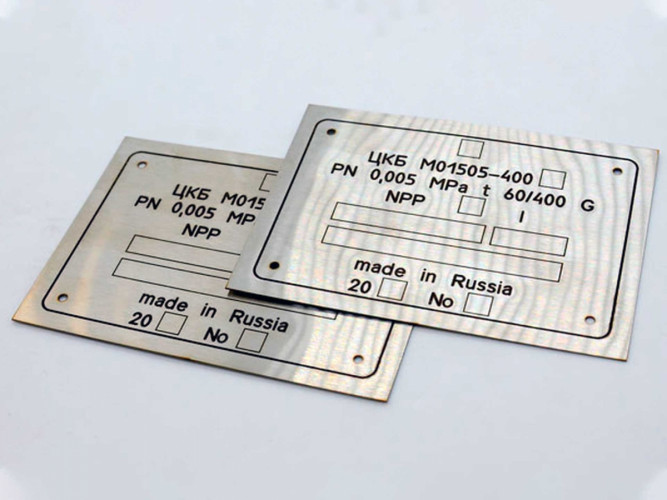 ЦКБ М01505-400
PN 0,005 MPa t 60/400 G
NPP I
made in Russia
20 No
ЦКБ М015
PN 0,005 MP
NPP
made in Russia
20 No